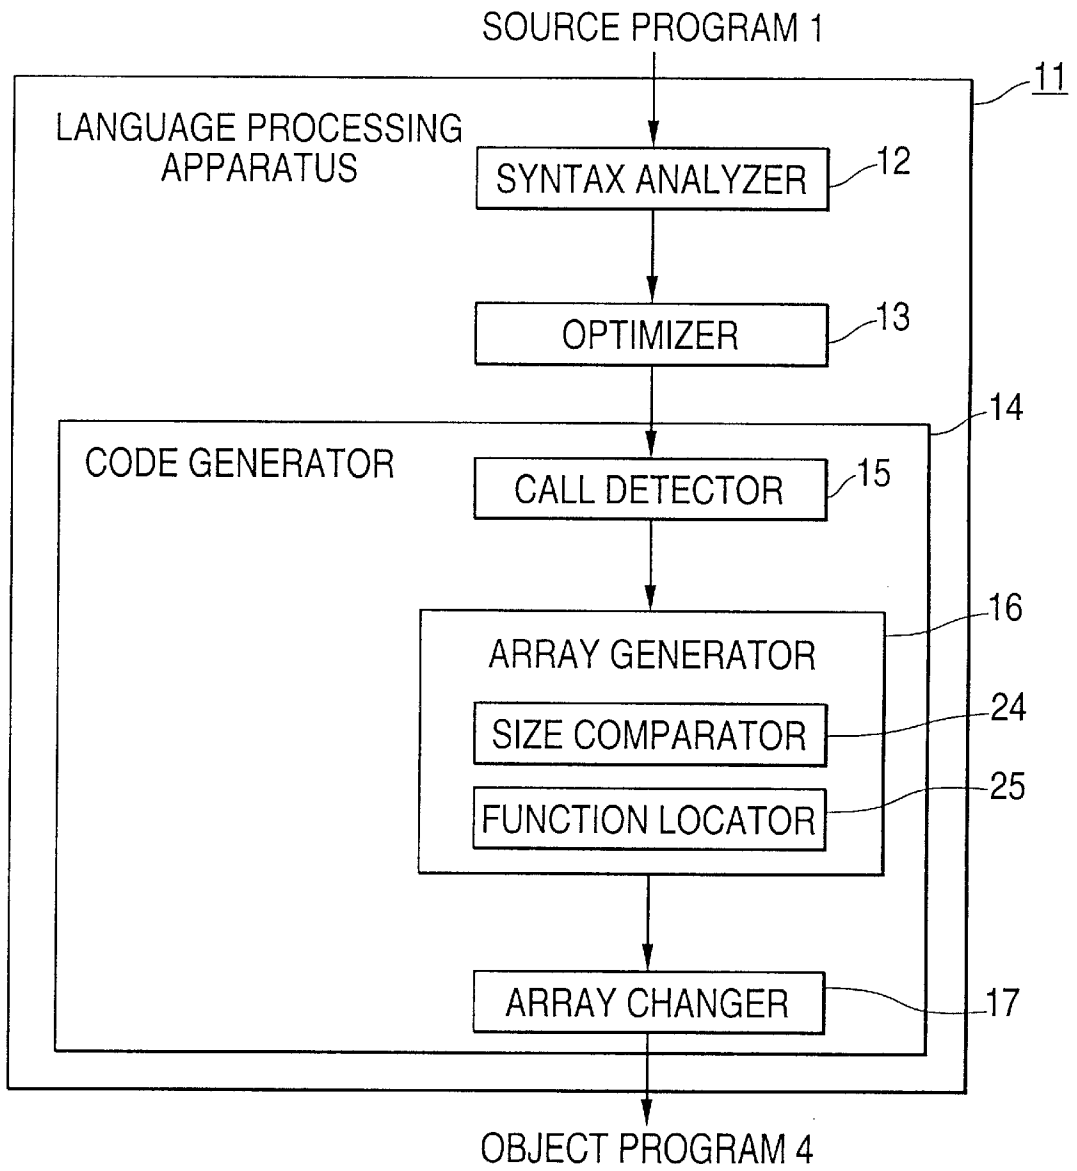 SOURCE PROGRAM 1
11
LANGUAGE PROCESSING
APPARATUS
SYNTAX ANALYZER
12
OPTIMIZER
13
14
CODE GENERATOR
CALL DETECTOR
15
16
ARRAY GENERATOR
SIZE COMPARATOR
24
FUNCTION LOCATOR
25
ARRAY CHANGER
17
OBJECT PROGRAM 4